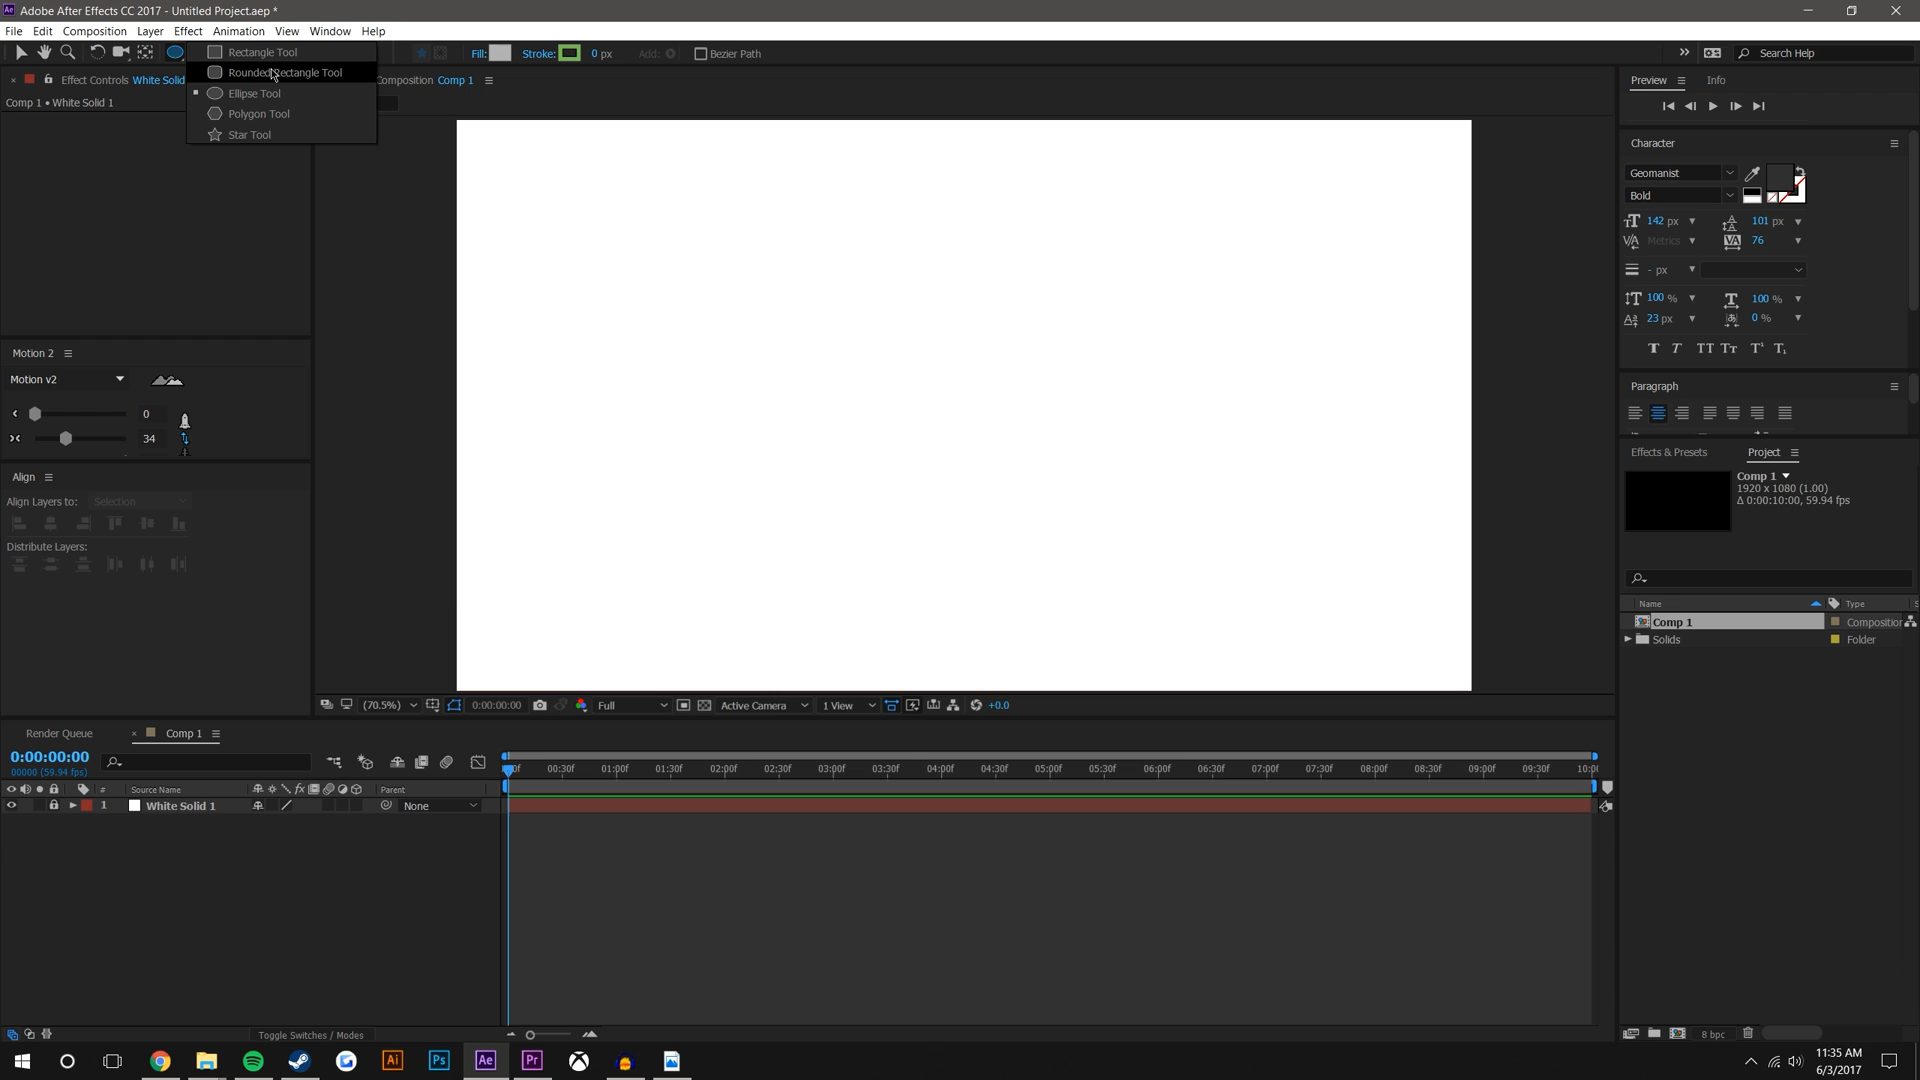 Adobe After Effects CC 2017 - Untitled Project.aep *
File Edit Composition Layer Effect Animation View Window Help
Rectangle Tool
Rounded Rectangle Tool
Ellipse Tool
Polygon Tool
Star Tool
Fill: Stroke: 0 px Add: Bezier Path
Search Help
Effect Controls White Solid
Composition Comp 1
Comp 1 • White Solid 1
Preview Info
Character
Geomanist
Bold
142 px 101 px
Metrics 76
- px
100 % 100 %
23 px 0 %
Paragraph
Motion 2
Motion v2
0
34
Align
Align Layers to: Selection
Distribute Layers:
Effects & Presets Project
Comp 1
1920 x 1080 (1.00)
Δ 0:00:10:00, 59.94 fps
Name Type
Comp 1 Composition
Solids Folder
8 bpc
(70.5%) 0:00:00:00 Full Active Camera 1 View +0.0
Render Queue Comp 1
0:00:00:00
00000 (59.94 fps)
00:30f 01:00f 01:30f 02:00f 02:30f 03:00f 03:30f 04:00f 04:30f 05:00f 05:30f 06:00f 06:30f 07:00f 07:30f 08:00f 08:30f 09:00f 09:30f
# Source Name Parent
1 White Solid 1 None
Toggle Switches / Modes
Ai Ps Ae Pr
11:35 AM
6/3/2017